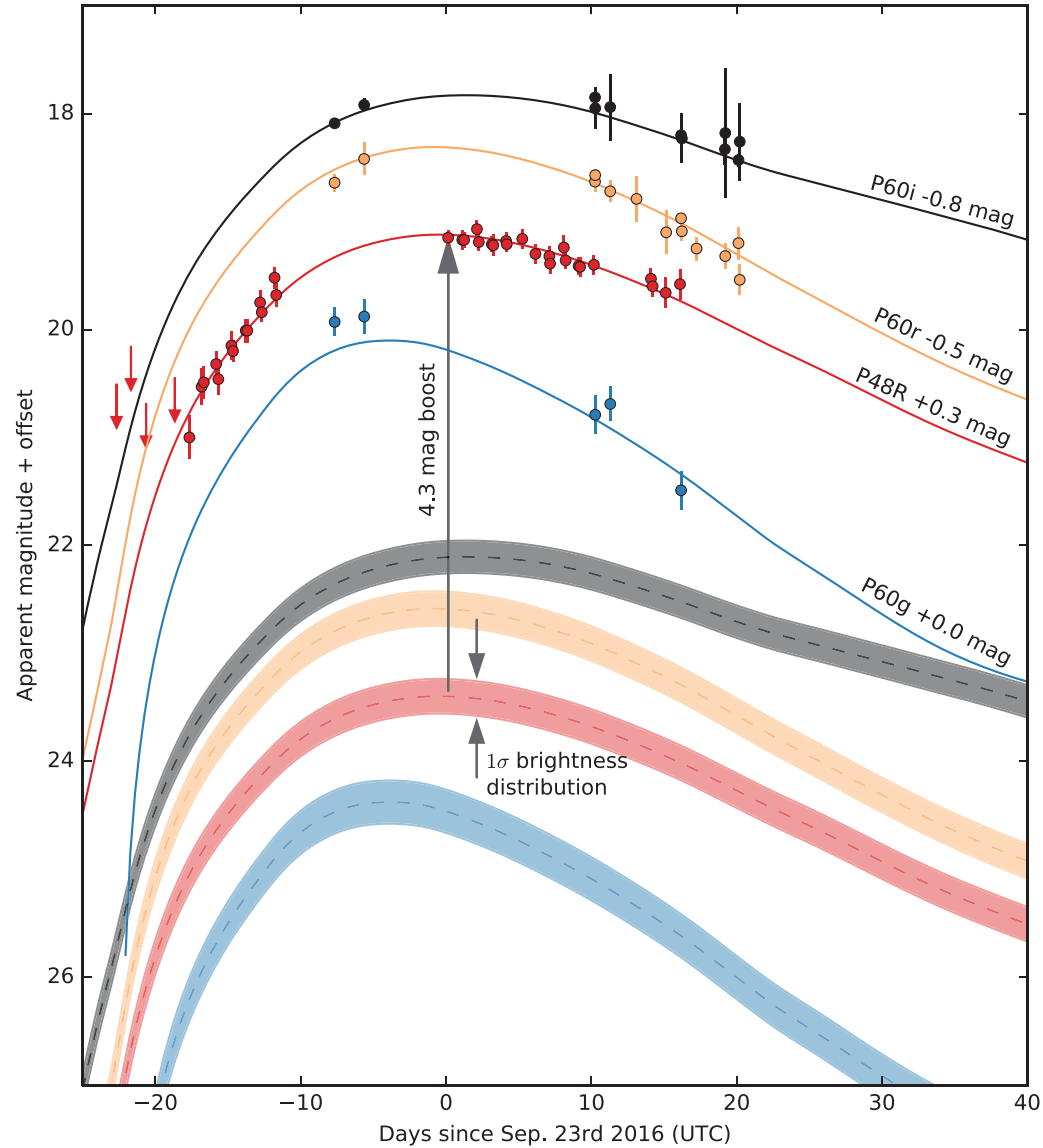 18
20
22
24
26
Apparent magnitude + offset
P60i -0.8 mag
P60r -0.5 mag
P48R +0.3 mag
P60g +0.0 mag
4.3 mag boost
1σ brightness
distribution
−20
−10
0
10
20
30
40
Days since Sep. 23rd 2016 (UTC)